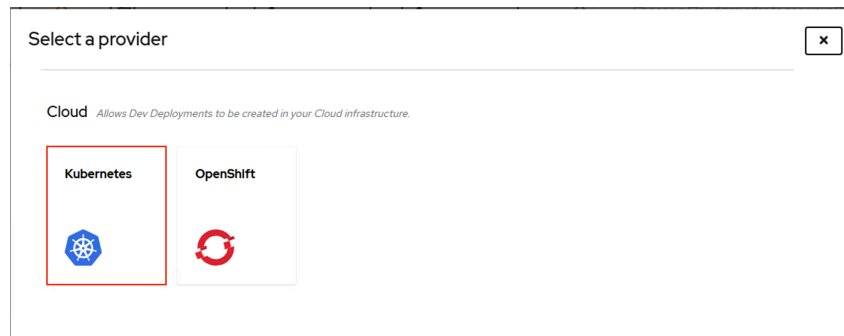 Select a provider
Cloud Allows Dev Deployments to be created in your Cloud infrastructure.
Kubernetes OpenShift